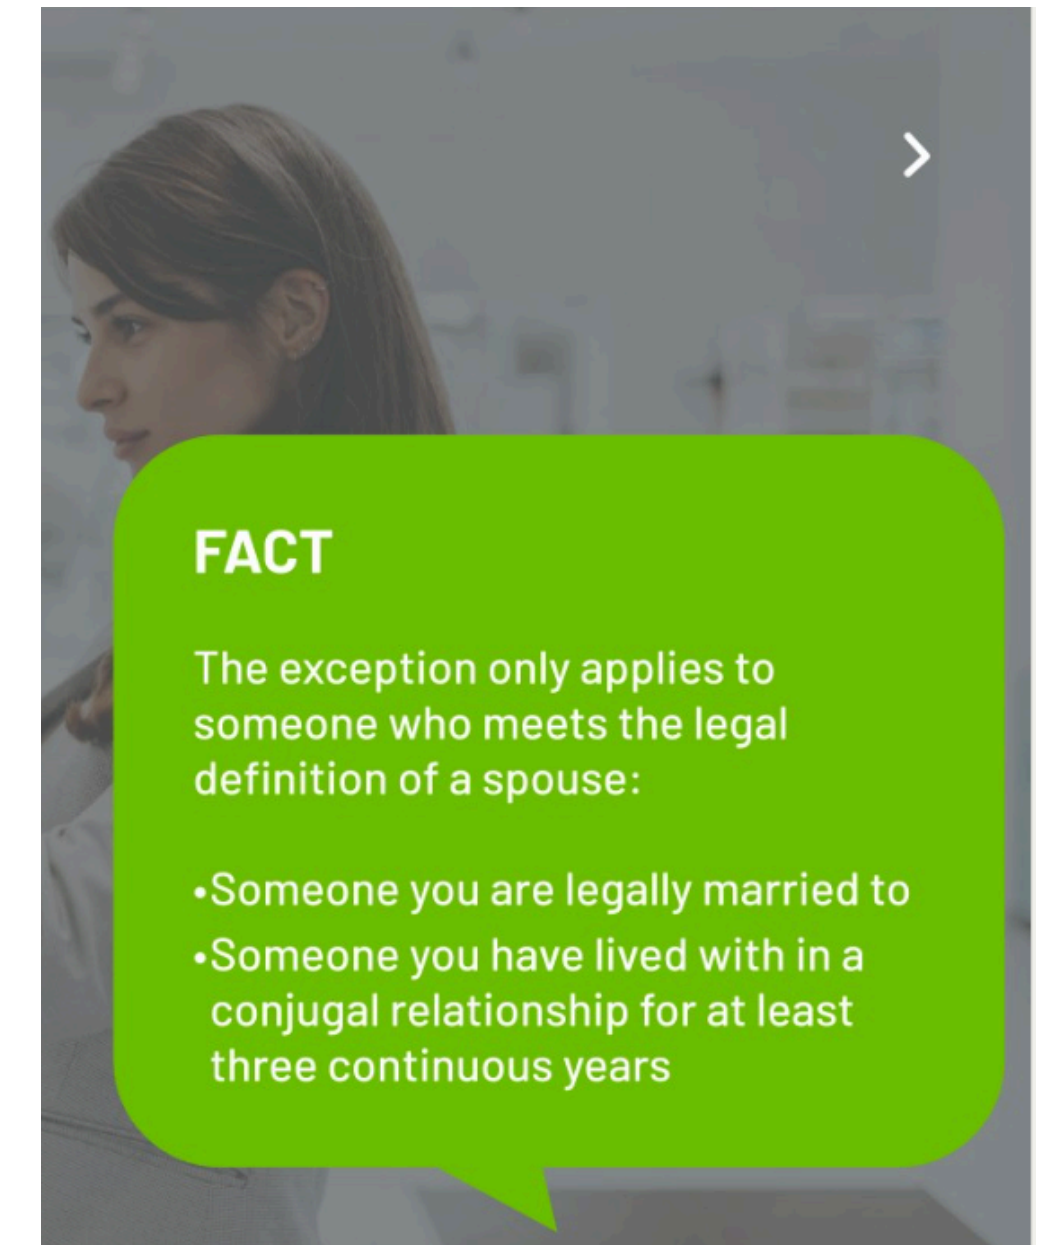 FACT
The exception only applies to
someone who meets the legal
definition of a spouse:
•Someone you are legally married to
•Someone you have lived with in a
conjugal relationship for at least
three continuous years